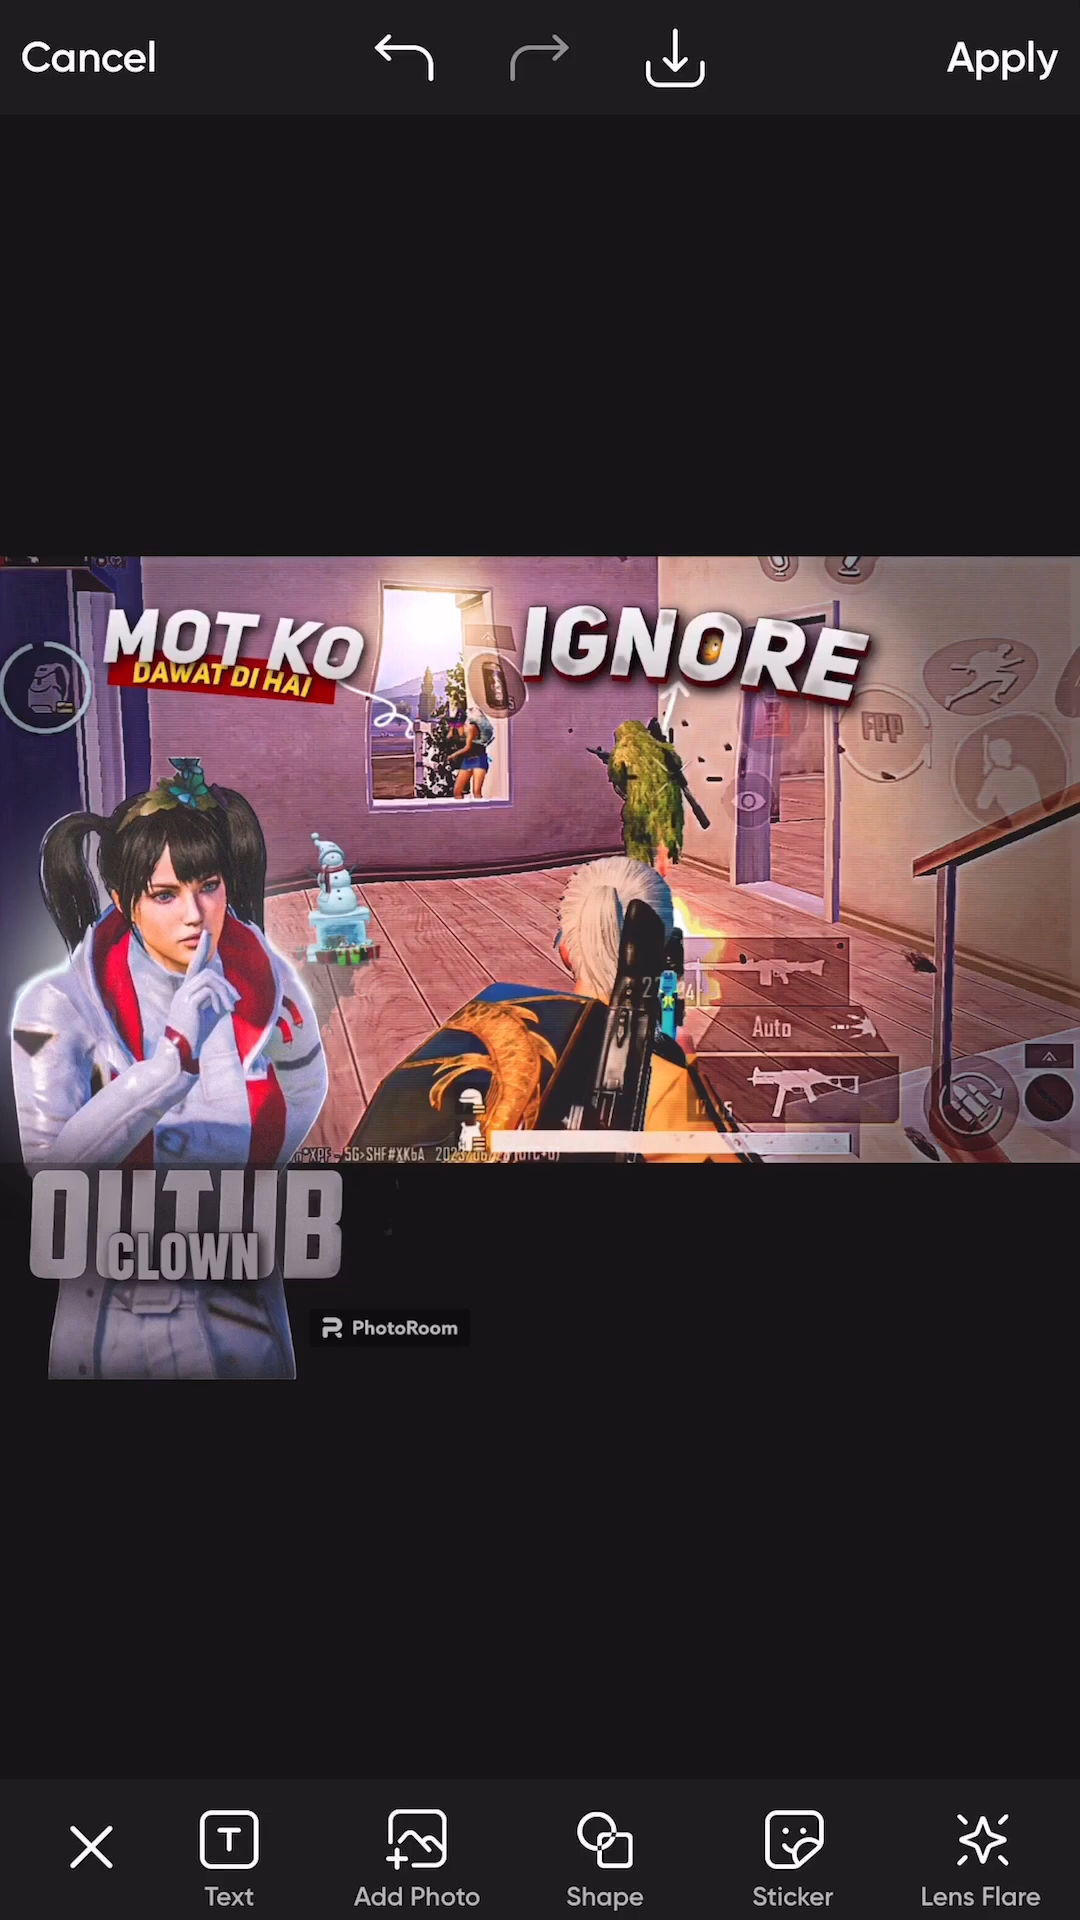 Cancel
Apply
MOT KO
DAWAT DI HAI
IGNORE
FPP
Auto
OUTUB
CLOWN
PhotoRoom
Text
Add Photo
Shape
Sticker
Lens Flare